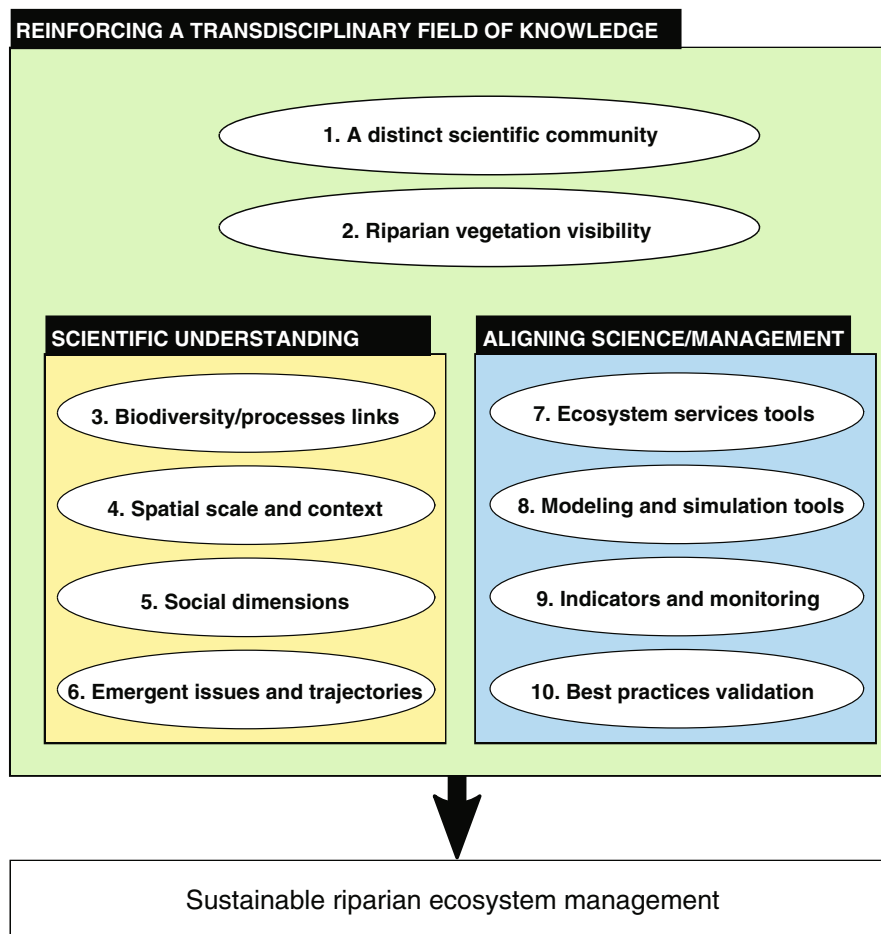 REINFORCING A TRANSDISCIPLINARY FIELD OF KNOWLEDGE
1. A distinct scientific community
2. Riparian vegetation visibility
SCIENTIFIC UNDERSTANDING
3. Biodiversity/processes links
4. Spatial scale and context
5. Social dimensions
6. Emergent issues and trajectories
ALIGNING SCIENCE/MANAGEMENT
7. Ecosystem services tools
8. Modeling and simulation tools
9. Indicators and monitoring
10. Best practices validation
Sustainable riparian ecosystem management